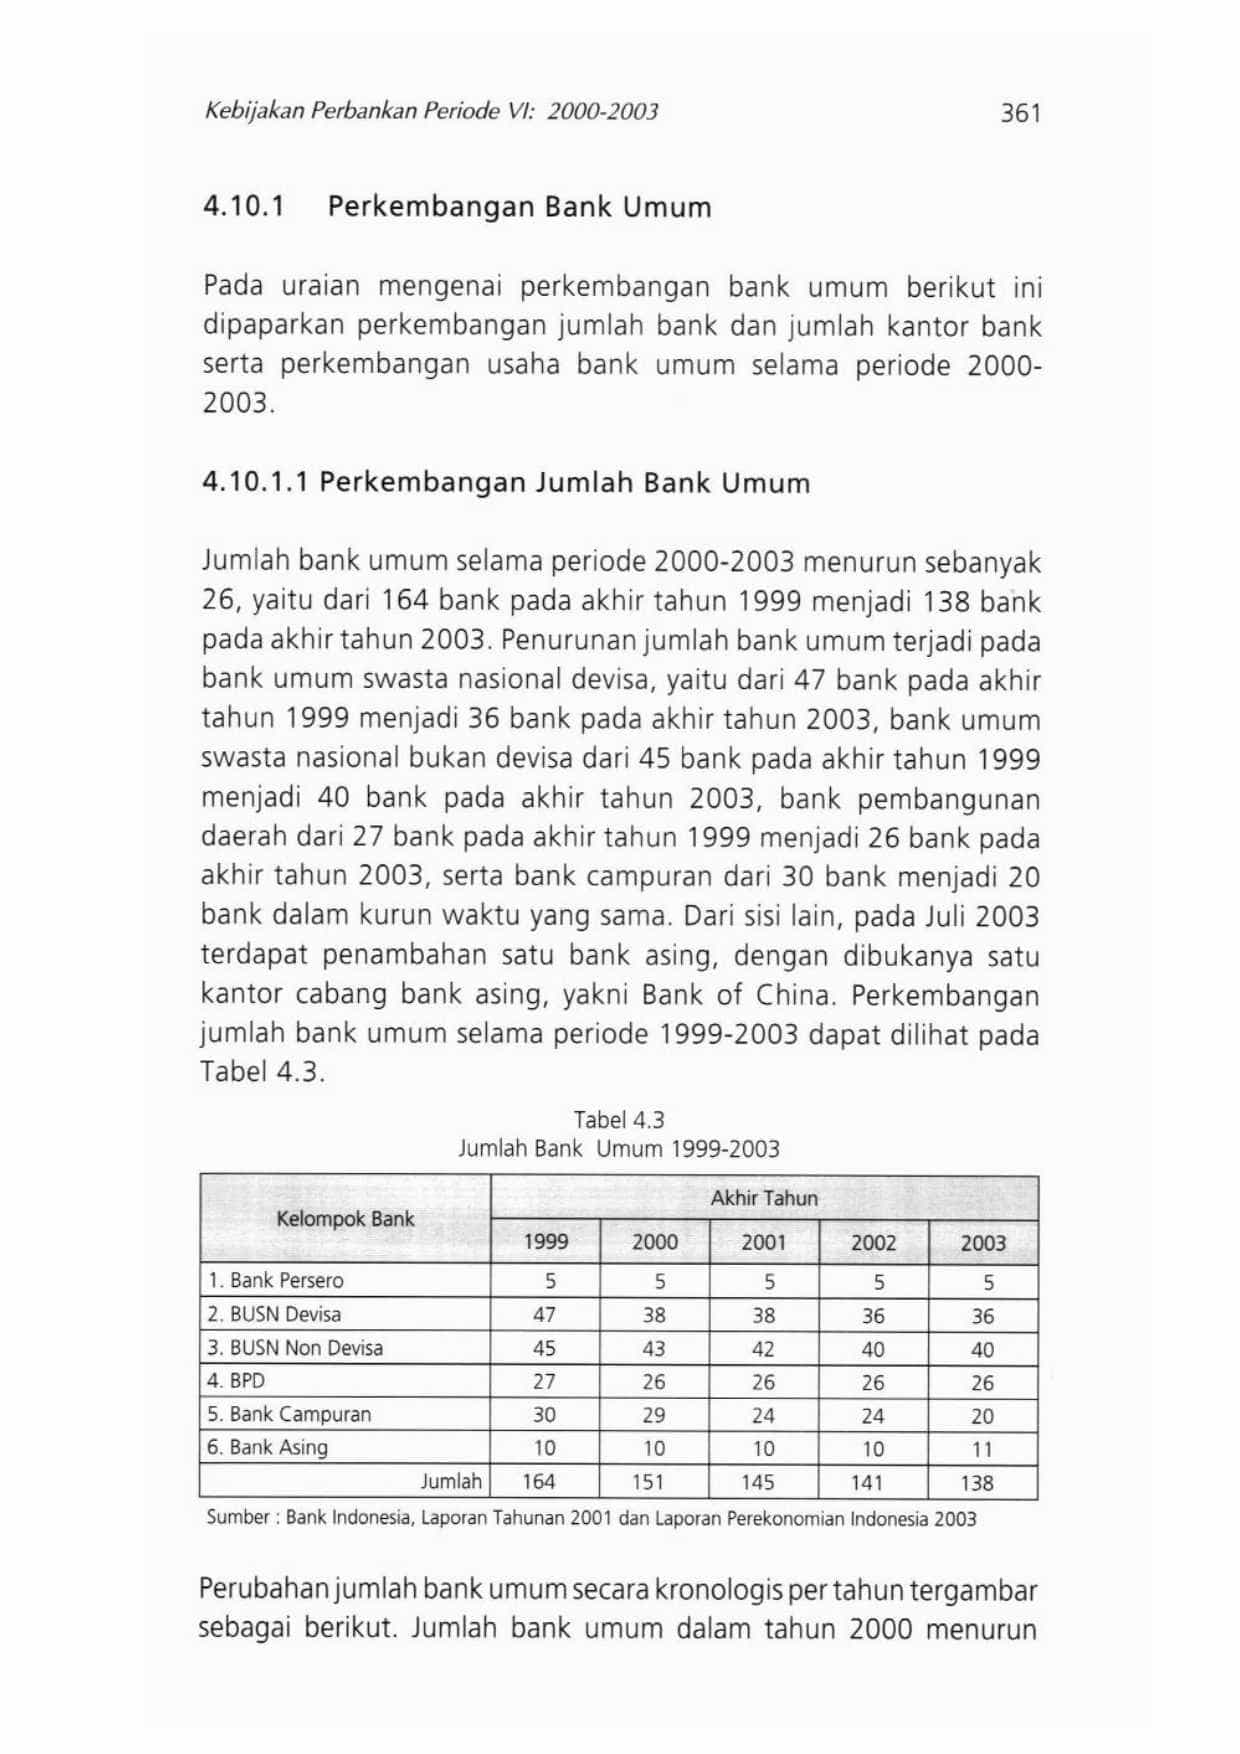 Kebijakan Perbankan Periode VI: 2000-2003 361
4.10.1 Perkembangan Bank Umum
Pada uraian mengenai perkembangan bank umum berikut ini
dipaparkan perkembangan jumlah bank dan jumlah kantor bank
serta perkembangan usaha bank umum selama periode 2000-
2003.
4.10.1.1 Perkembangan Jumlah Bank Umum
Jumlah bank umum selama periode 2000-2003 menurun sebanyak
26, yaitu dari 164 bank pada akhir tahun 1999 menjadi 138 bank
pada akhir tahun 2003. Penurunan jumlah bank umum terjadi pada
bank umum swasta nasional devisa, yaitu dari 47 bank pada akhir
tahun 1999 menjadi 36 bank pada akhir tahun 2003, bank umum
swasta nasional bukan devisa dari 45 bank pada akhir tahun 1999
menjadi 40 bank pada akhir tahun 2003, bank pembangunan
daerah dari 27 bank pada akhir tahun 1999 menjadi 26 bank pada
akhir tahun 2003, serta bank campuran dari 30 bank menjadi 20
bank dalam kurun waktu yang sama. Dari sisi lain, pada Juli 2003
terdapat penambahan satu bank asing, dengan dibukanya satu
kantor cabang bank asing, yakni Bank of China. Perkembangan
jumlah bank umum selama periode 1999-2003 dapat dilihat pada
Tabel 4.3.
Tabel 4.3
Jumlah Bank Umum 1999-2003
Kelompok Bank Akhir Tahun
1999 2000 2001 2002 2003
1. Bank Persero 5 5 5 5 5
2. BUSN Devisa 47 38 38 36 36
3. BUSN Non Devisa 45 43 42 40 40
4. BPD 27 26 26 26 26
5. Bank Campuran 30 29 24 24 20
6. Bank Asing 10 10 10 10 11
Jumlah 164 151 145 141 138
Sumber : Bank Indonesia, Laporan Tahunan 2001 dan Laporan Perekonomian Indonesia 2003
Perubahan jumlah bank umum secara kronologis per tahun tergambar
sebagai berikut. Jumlah bank umum dalam tahun 2000 menurun